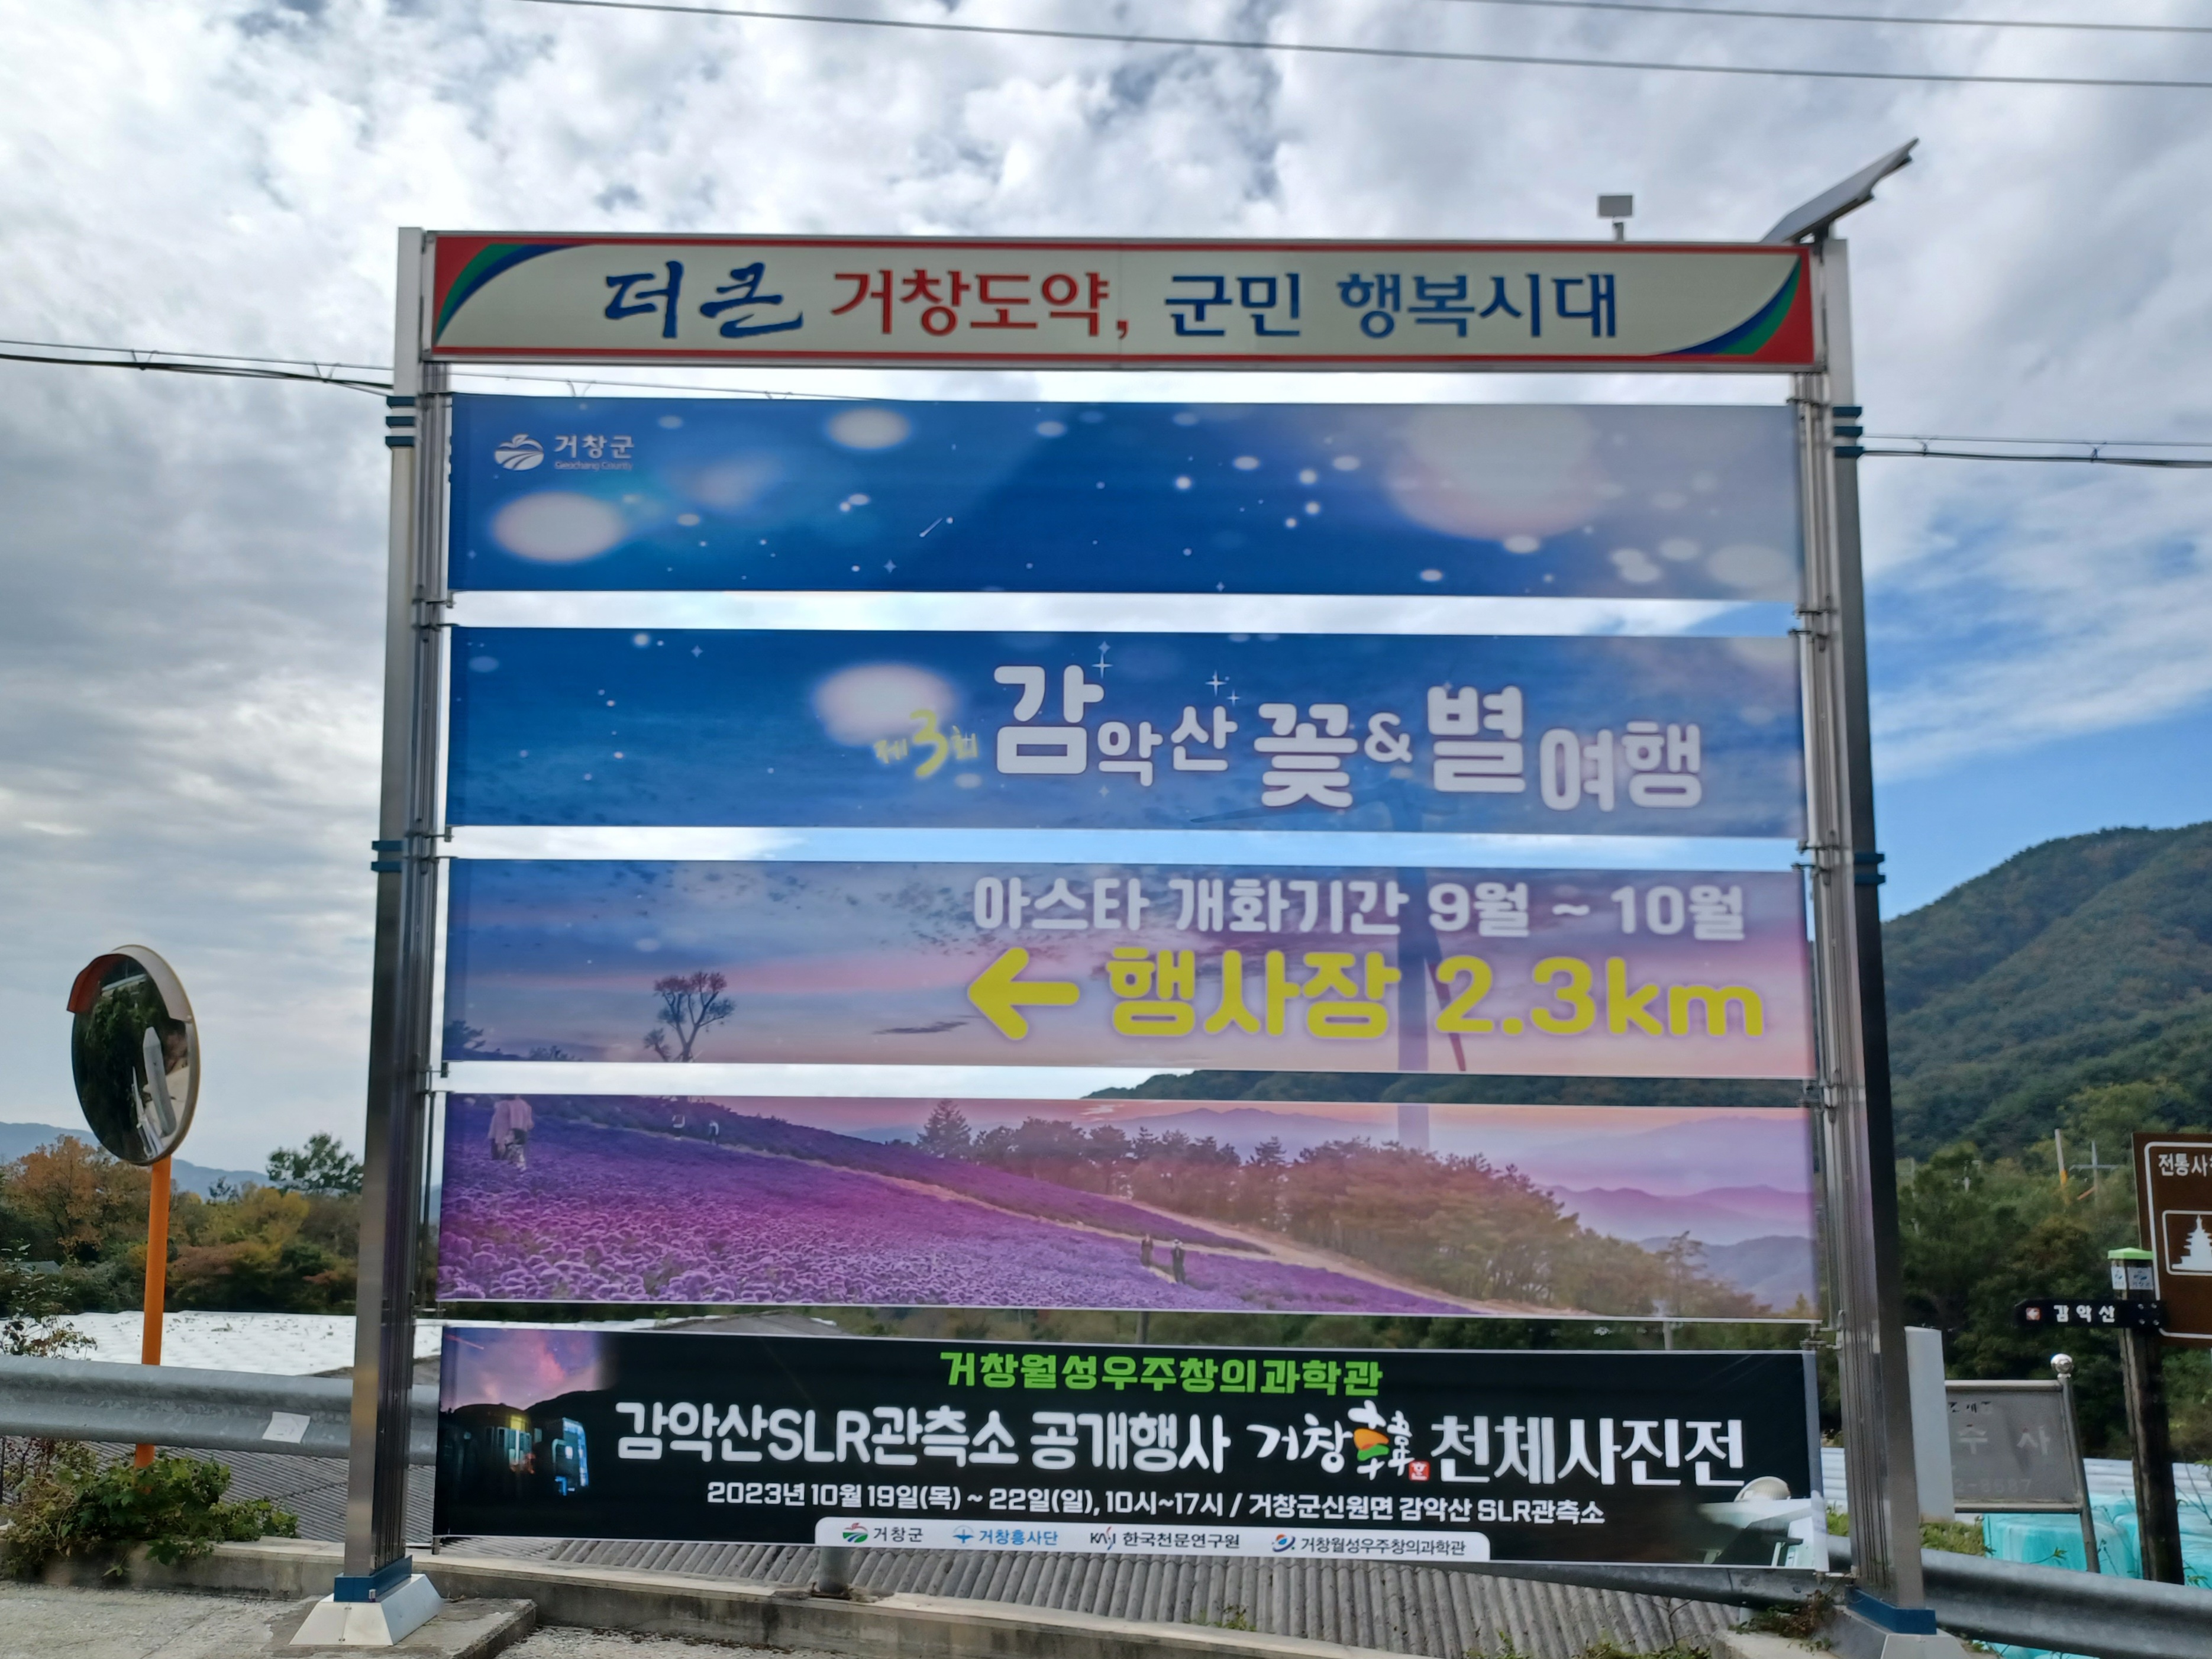 더큰 거창도약, 군민 행복시대
거창군
Geochang County
제3회 감악산 꽃&별 여행
아스타 개화기간 9월 ~ 10월
← 행사장 2.3km
거창월성우주창의과학관
감악산SLR관측소 공개행사 거창韓 천체사진전
2023년 10월 19일(목) ~ 22일(일), 10시~17시 / 거창군신원면 감악산 SLR관측소
거창군 거창흥사단 KASI 한국천문연구원 거창월성우주창의과학관
전통사
감악산